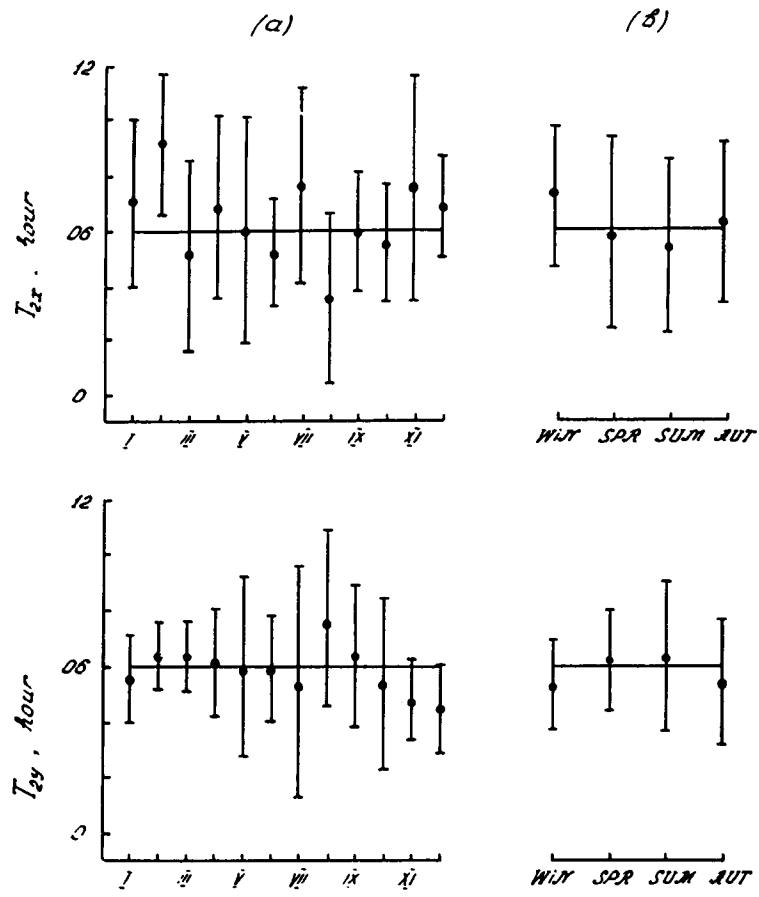 (a) (b)
12
T2x . hour
06
0
I III V VII IX XI WIN SPR SUM AUT
12
T2y , hour
06
0
I III V VII IX XI WIN SPR SUM AUT